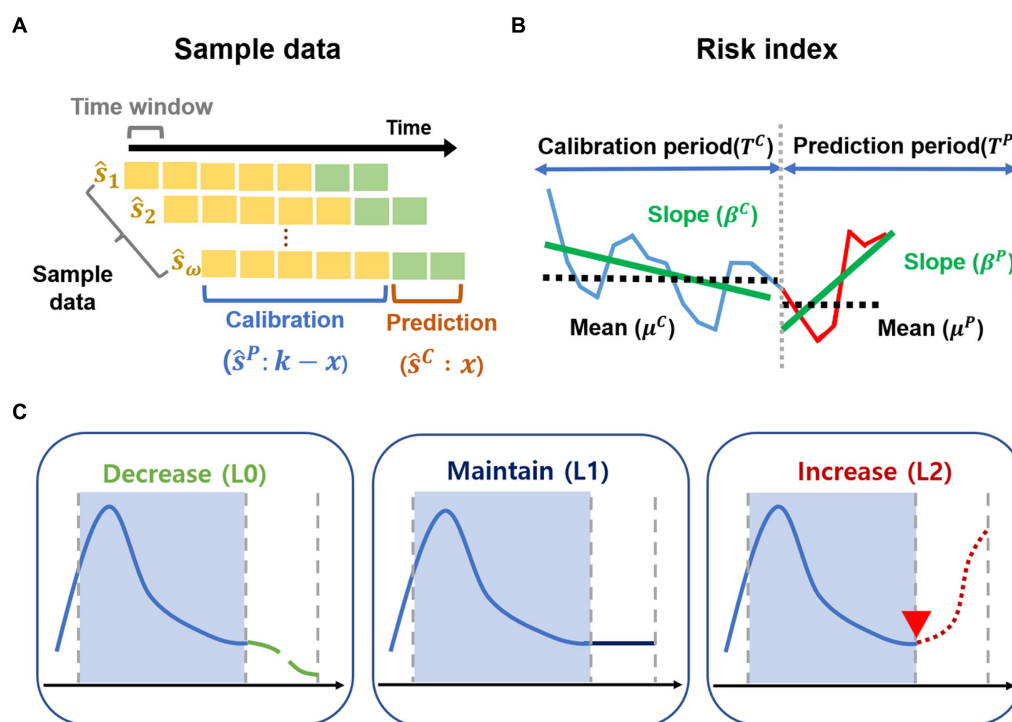 A
Sample data
Time window
Time
ŝ₁
ŝ₂
⋮
ŝ_ω
Sample
data
Calibration
(ŝᴾ: k − x)
Prediction
(ŝᶜ : x)
B
Risk index
Calibration period(Tᶜ)
Prediction period(Tᴾ)
Slope (βᶜ)
Slope (βᴾ)
Mean (μᶜ)
Mean (μᴾ)
C
Decrease (L0)
Maintain (L1)
Increase (L2)